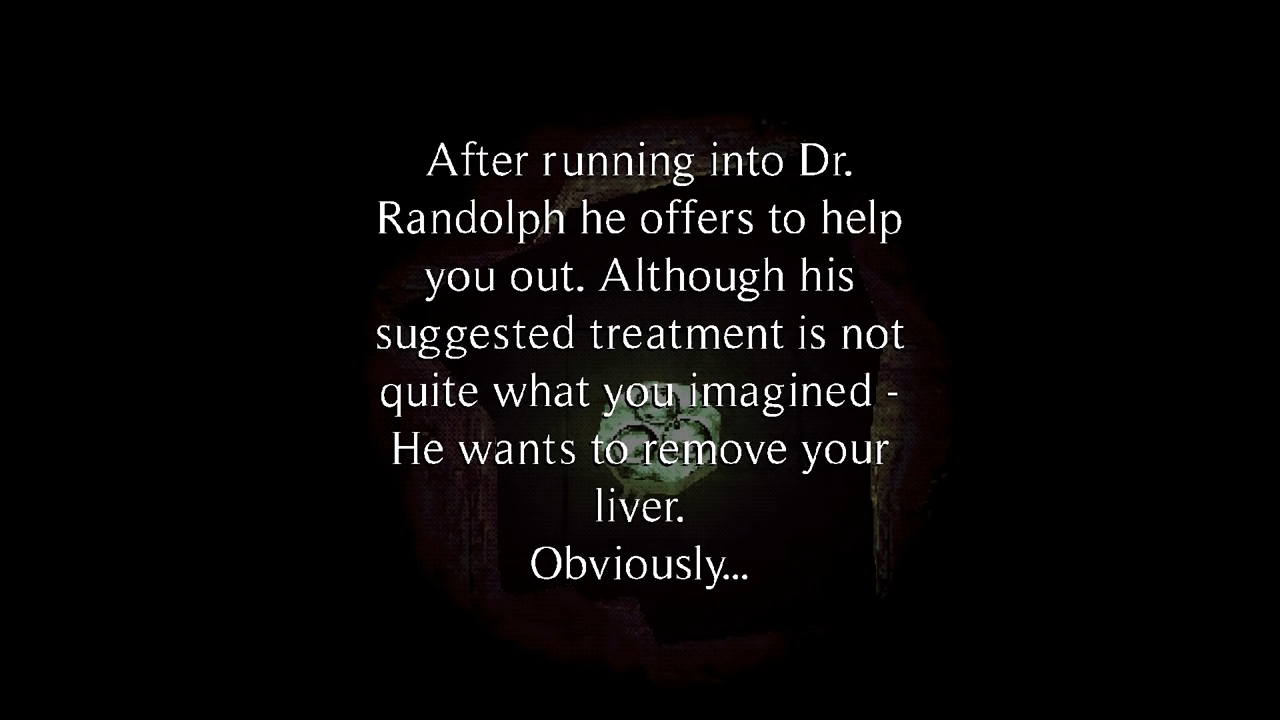 After running into Dr.
Randolph he offers to help
you out. Although his
suggested treatment is not
quite what you imagined -
He wants to remove your
liver.
Obviously...